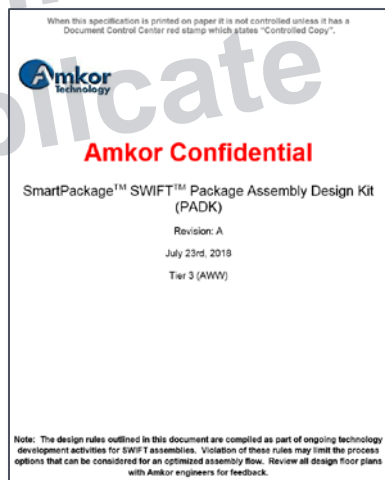 When this specification is printed on paper it is not controlled unless it has a
Document Control Center red stamp which states "Controlled Copy".
Amkor
Technology
Amkor Confidential
SmartPackage™ SWIFT™ Package Assembly Design Kit
(PADK)
Revision: A
July 23rd, 2018
Tier 3 (AWW)
Note: The design rules outlined in this document are compiled as part of ongoing technology
development activities for SWIFT assemblies. Violation of these rules may limit the process
options that can be considered for an optimized assembly flow. Review all design floor plans
with Amkor engineers for feedback.